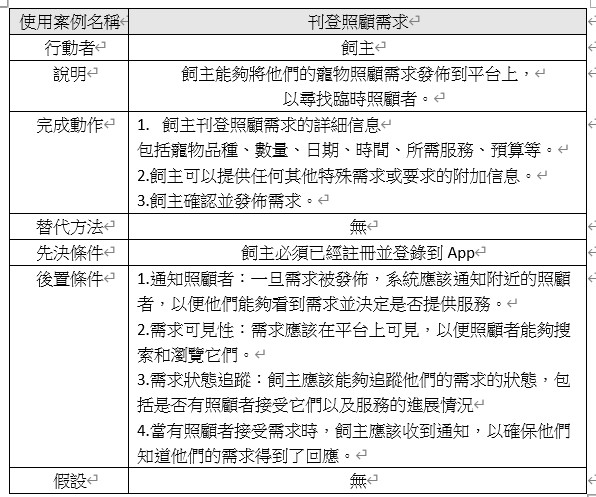 使用案例名稱 刊登照顧需求
行動者 飼主
說明 飼主能夠將他們的寵物照顧需求發佈到平台上，
以尋找臨時照顧者。
完成動作 1. 飼主刊登照顧需求的詳細信息
包括寵物品種、數量、日期、時間、所需服務、預算等。
2.飼主可以提供任何其他特殊需求或要求的附加信息。
3.飼主確認並發佈需求。
替代方法 無
先決條件 飼主必須已經註冊並登錄到 App
後置條件 1.通知照顧者：一旦需求被發佈，系統應該通知附近的照顧
者，以便他們能夠看到需求並決定是否提供服務。
2.需求可見性：需求應該在平台上可見，以便照顧者能夠搜
索和瀏覽它們。
3.需求狀態追蹤：飼主應該能夠追蹤他們的需求的狀態，包
括是否有照顧者接受它們以及服務的進展情況
4.當有照顧者接受需求時，飼主應該收到通知，以確保他們
知道他們的需求得到了回應。
假設 無